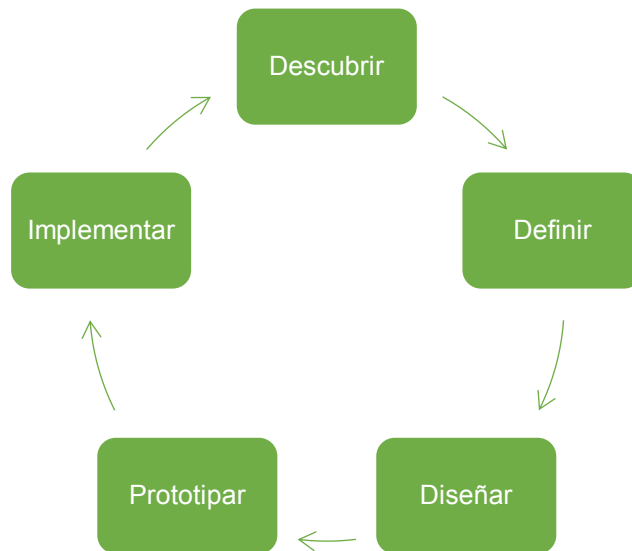 Descubrir
Definir
Diseñar
Prototipar
Implementar